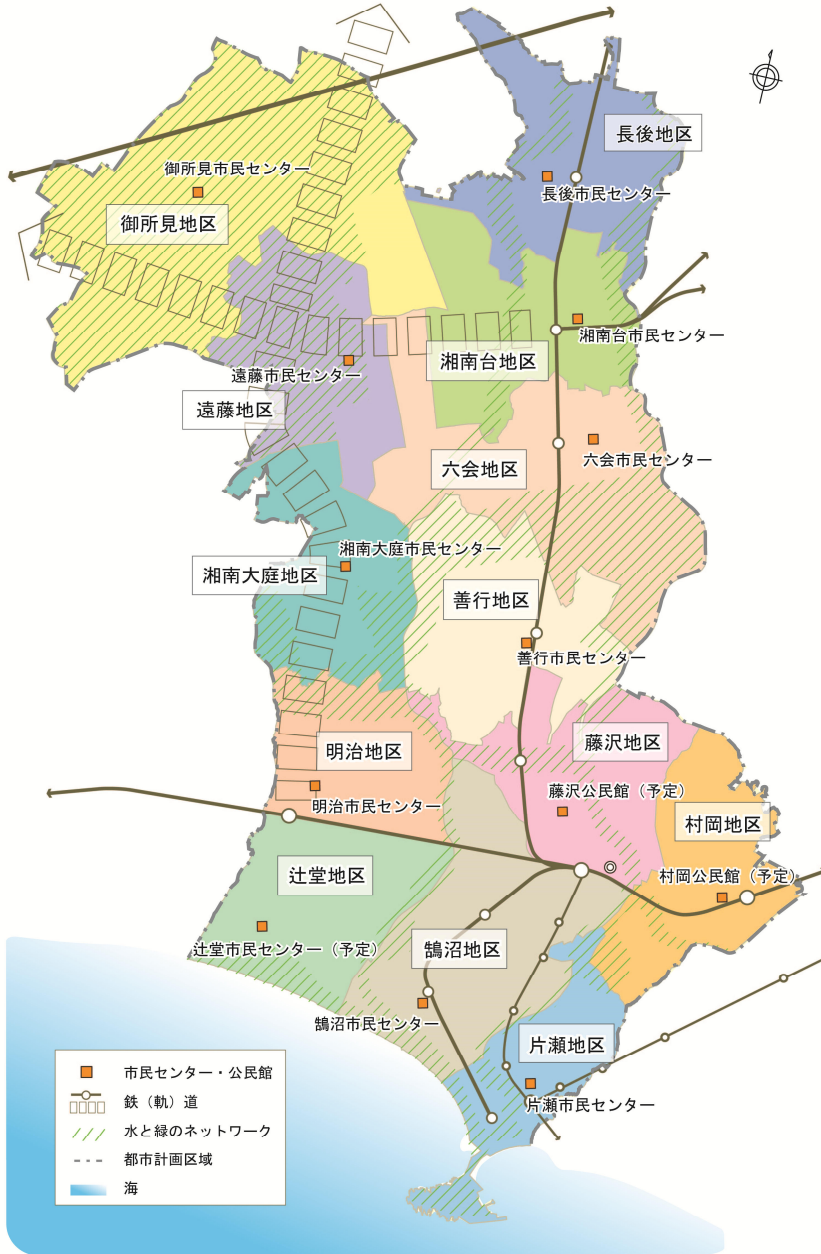 長後地区
御所見市民センター
長後市民センター
御所見地区
湘南台市民センター
湘南台地区
遠藤市民センター
遠藤地区
六会地区
六会市民センター
湘南大庭市民センター
湘南大庭地区
善行地区
善行市民センター
藤沢地区
明治地区
藤沢公民館（予定）
明治市民センター
村岡地区
辻堂地区
村岡公民館（予定）
辻堂市民センター（予定）
鵠沼地区
鵠沼市民センター
片瀬地区
片瀬市民センター
市民センター・公民館
鉄（軌）道
水と緑のネットワーク
都市計画区域
海